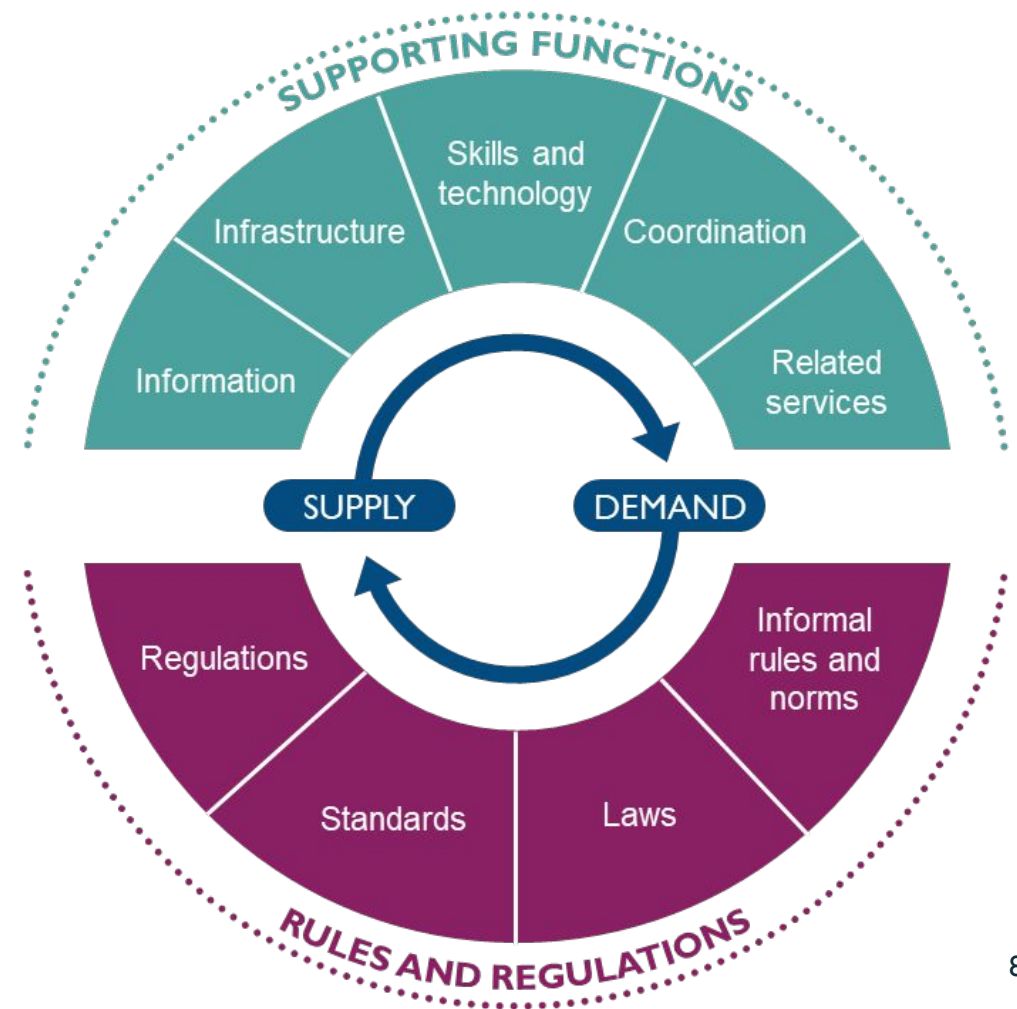 SUPPORTING FUNCTIONS
Skills and
technology
Infrastructure
Coordination
Information
Related
services
SUPPLY
DEMAND
Regulations
Informal
rules and
norms
Standards
Laws
RULES AND REGULATIONS
8